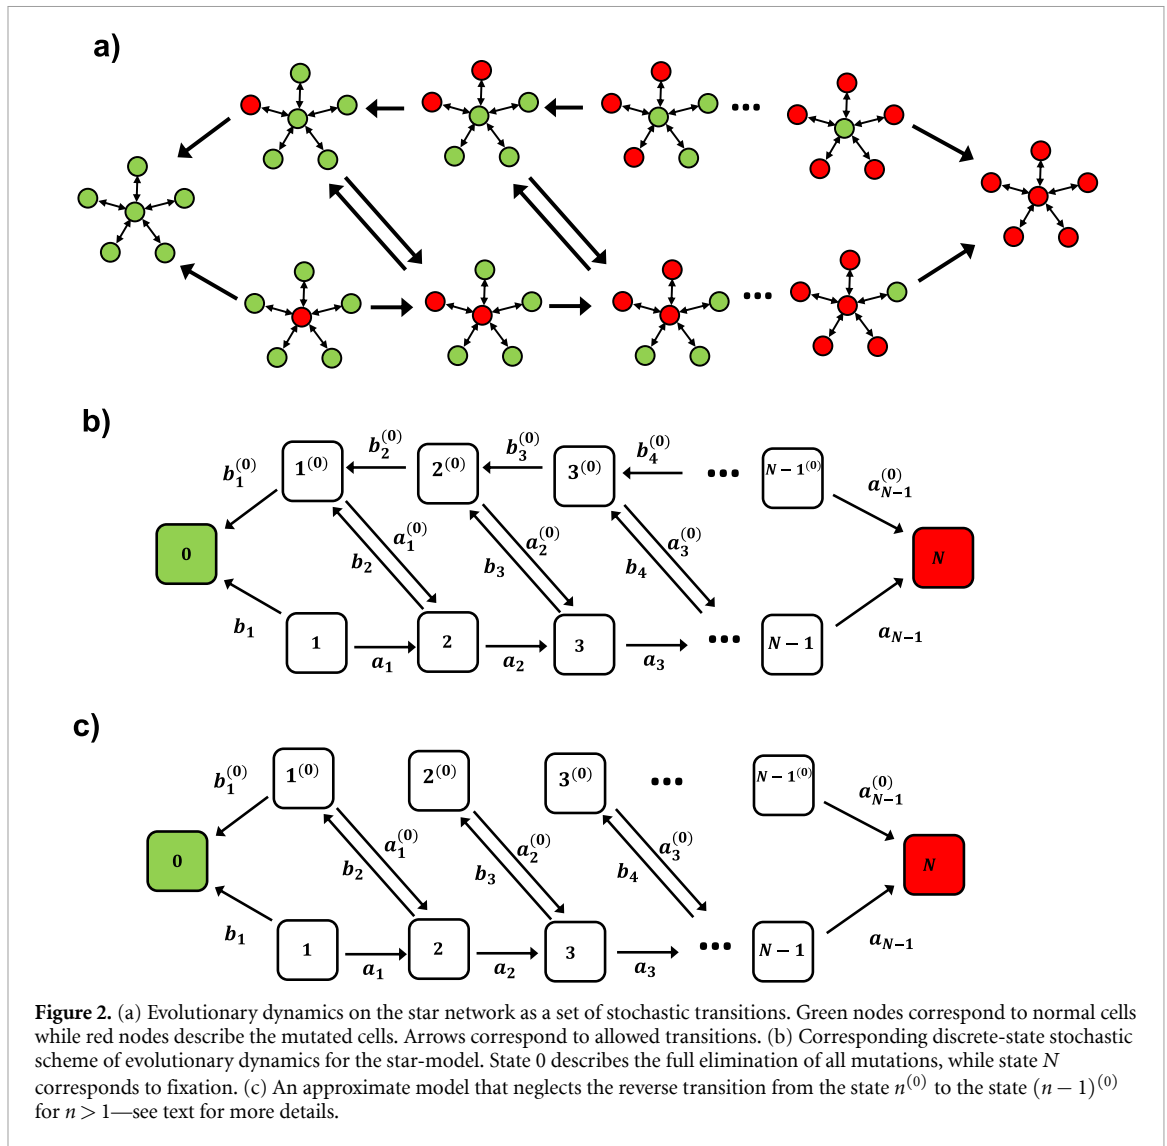 a)
b)
b_1^{(0)} b_2^{(0)} b_3^{(0)} b_4^{(0)}
1^{(0)} 2^{(0)} 3^{(0)} ... N−1^{(0)}
a_{N−1}^{(0)}
a_1^{(0)} a_2^{(0)} a_3^{(0)}
0 b_2 b_3 b_4 N
b_1 1 2 3 ... N−1 a_{N−1}
a_1 a_2 a_3
c)
b_1^{(0)} 1^{(0)} 2^{(0)} 3^{(0)} ... N−1^{(0)}
a_{N−1}^{(0)}
a_1^{(0)} a_2^{(0)} a_3^{(0)}
0 b_2 b_3 b_4 N
b_1 1 2 3 ... N−1 a_{N−1}
a_1 a_2 a_3
Figure 2. (a) Evolutionary dynamics on the star network as a set of stochastic transitions. Green nodes correspond to normal cells
while red nodes describe the mutated cells. Arrows correspond to allowed transitions. (b) Corresponding discrete-state stochastic
scheme of evolutionary dynamics for the star-model. State 0 describes the full elimination of all mutations, while state N
corresponds to fixation. (c) An approximate model that neglects the reverse transition from the state n^{(0)} to the state (n − 1)^{(0)}
for n > 1—see text for more details.